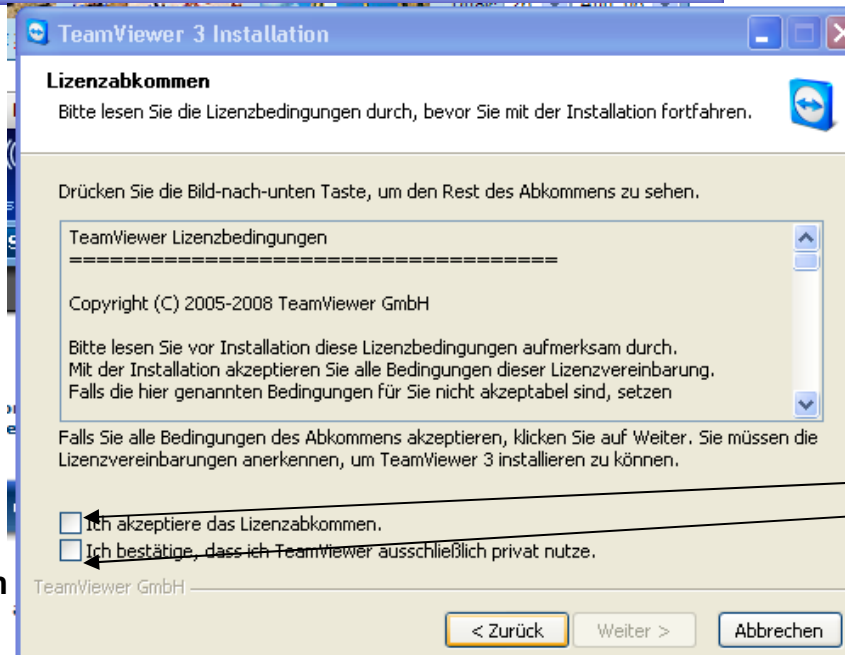 TeamViewer 3 Installation
Lizenzabkommen
Bitte lesen Sie die Lizenzbedingungen durch, bevor Sie mit der Installation fortfahren.
Drücken Sie die Bild-nach-unten Taste, um den Rest des Abkommens zu sehen.
TeamViewer Lizenzbedingungen
=====================================
Copyright (C) 2005-2008 TeamViewer GmbH
Bitte lesen Sie vor Installation diese Lizenzbedingungen aufmerksam durch.
Mit der Installation akzeptieren Sie alle Bedingungen dieser Lizenzvereinbarung.
Falls die hier genannten Bedingungen für Sie nicht akzeptabel sind, setzen
Falls Sie alle Bedingungen des Abkommens akzeptieren, klicken Sie auf Weiter. Sie müssen die
Lizenzvereinbarungen anerkennen, um TeamViewer 3 installieren zu können.
Ich akzeptiere das Lizenzabkommen.
Ich bestätige, dass ich TeamViewer ausschließlich privat nutze.
TeamViewer GmbH
< Zurück
Weiter >
Abbrechen